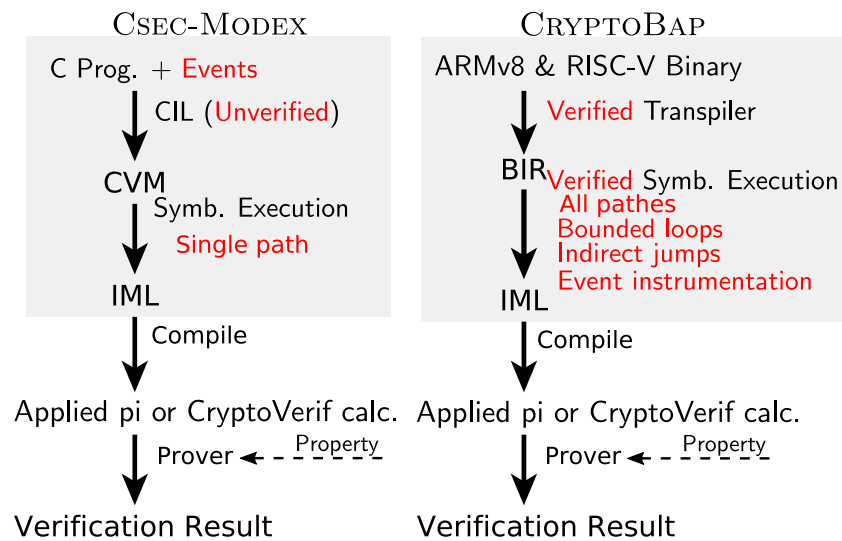 CSEC-MODEX
C Prog. + Events
CIL (Unverified)
CVM
Symb. Execution
Single path
IML
Compile
Applied pi or CryptoVerif calc.
Property
Prover
Verification Result
CRYPTOBAP
ARMv8 & RISC-V Binary
Verified Transpiler
BIR
Verified Symb. Execution
All pathes
Bounded loops
Indirect jumps
Event instrumentation
IML
Compile
Applied pi or CryptoVerif calc.
Property
Prover
Verification Result